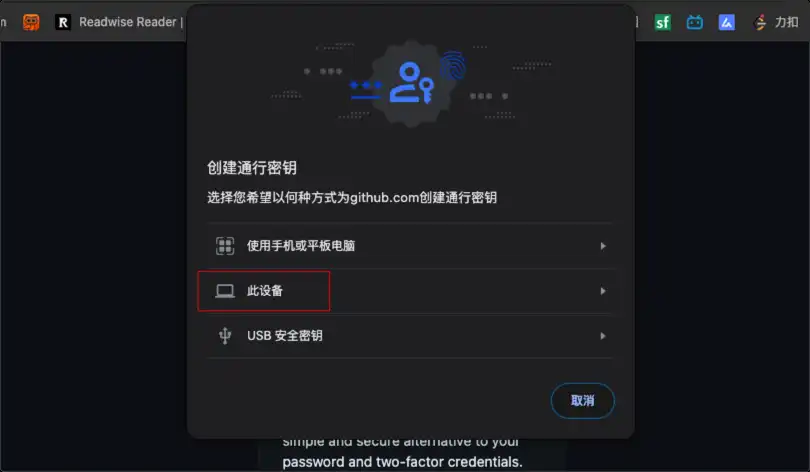 n
R
Readwise Reader |
sf
力扣
创建通行密钥
选择您希望以何种方式为github.com创建通行密钥
使用手机或平板电脑
此设备
USB 安全密钥
取消
simple and secure alternative to your
password and two-factor credentials.